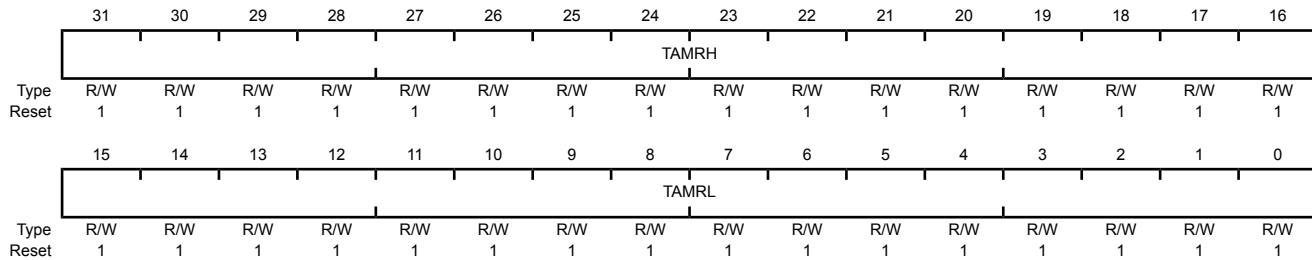 31 30 29 28 27 26 25 24 23 22 21 20 19 18 17 16
TAMRH
Type R/W R/W R/W R/W R/W R/W R/W R/W R/W R/W R/W R/W R/W R/W R/W R/W
Reset 1 1 1 1 1 1 1 1 1 1 1 1 1 1 1 1
15 14 13 12 11 10 9 8 7 6 5 4 3 2 1 0
TAMRL
Type R/W R/W R/W R/W R/W R/W R/W R/W R/W R/W R/W R/W R/W R/W R/W R/W
Reset 1 1 1 1 1 1 1 1 1 1 1 1 1 1 1 1